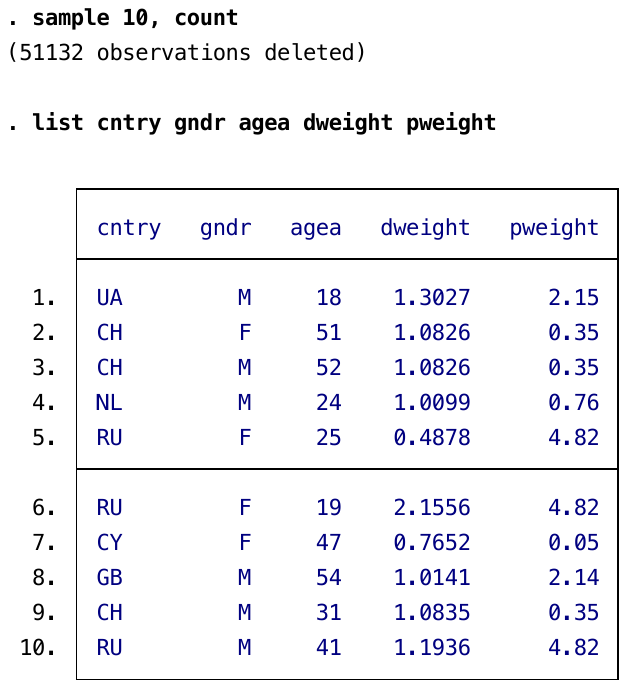 . sample 10, count
(51132 observations deleted)
. list cntry gndr agea dweight pweight
cntry gndr agea dweight pweight
1. UA M 18 1.3027 2.15
2. CH F 51 1.0826 0.35
3. CH M 52 1.0826 0.35
4. NL M 24 1.0099 0.76
5. RU F 25 0.4878 4.82
6. RU F 19 2.1556 4.82
7. CY F 47 0.7652 0.05
8. GB M 54 1.0141 2.14
9. CH M 31 1.0835 0.35
10. RU M 41 1.1936 4.82